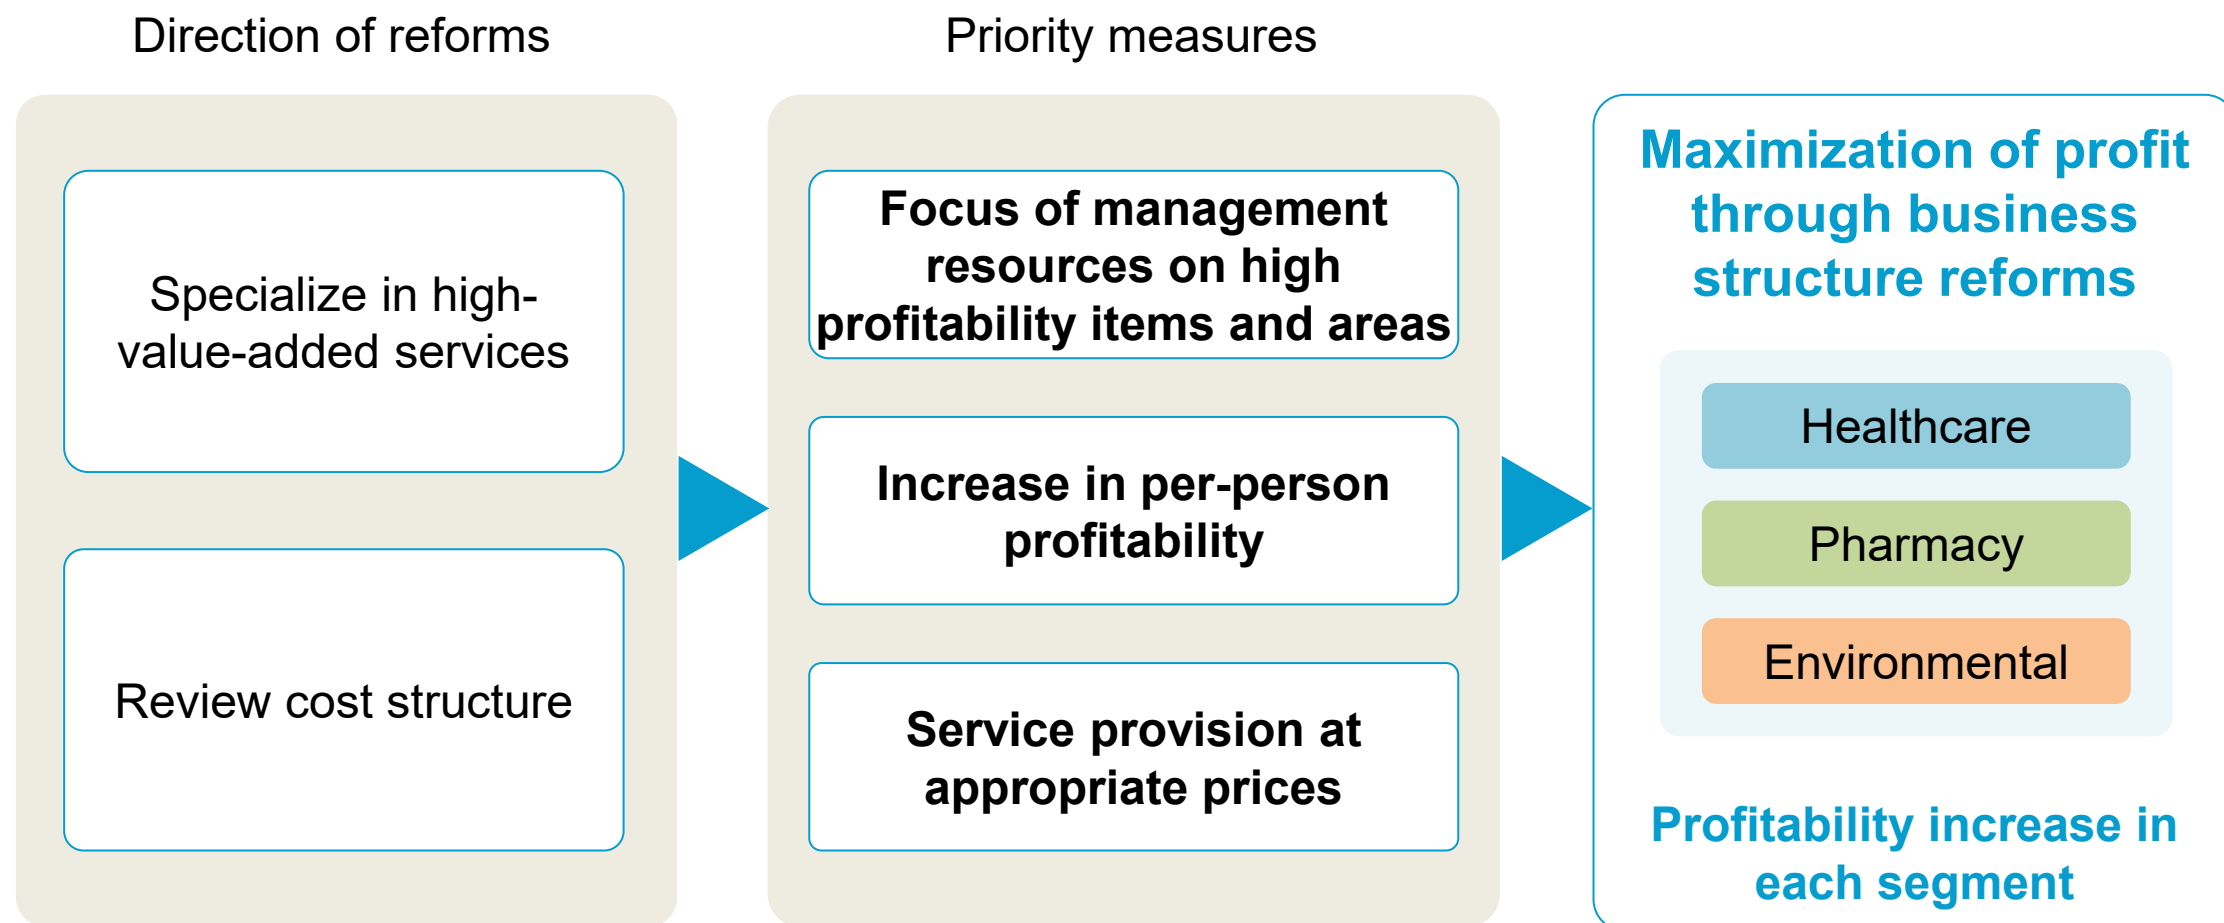 Direction of reforms
Specialize in high-
value-added services
Review cost structure
Priority measures
Focus of management
resources on high
profitability items and areas
Increase in per-person
profitability
Service provision at
appropriate prices
Maximization of profit
through business
structure reforms
Healthcare
Pharmacy
Environmental
Profitability increase in
each segment